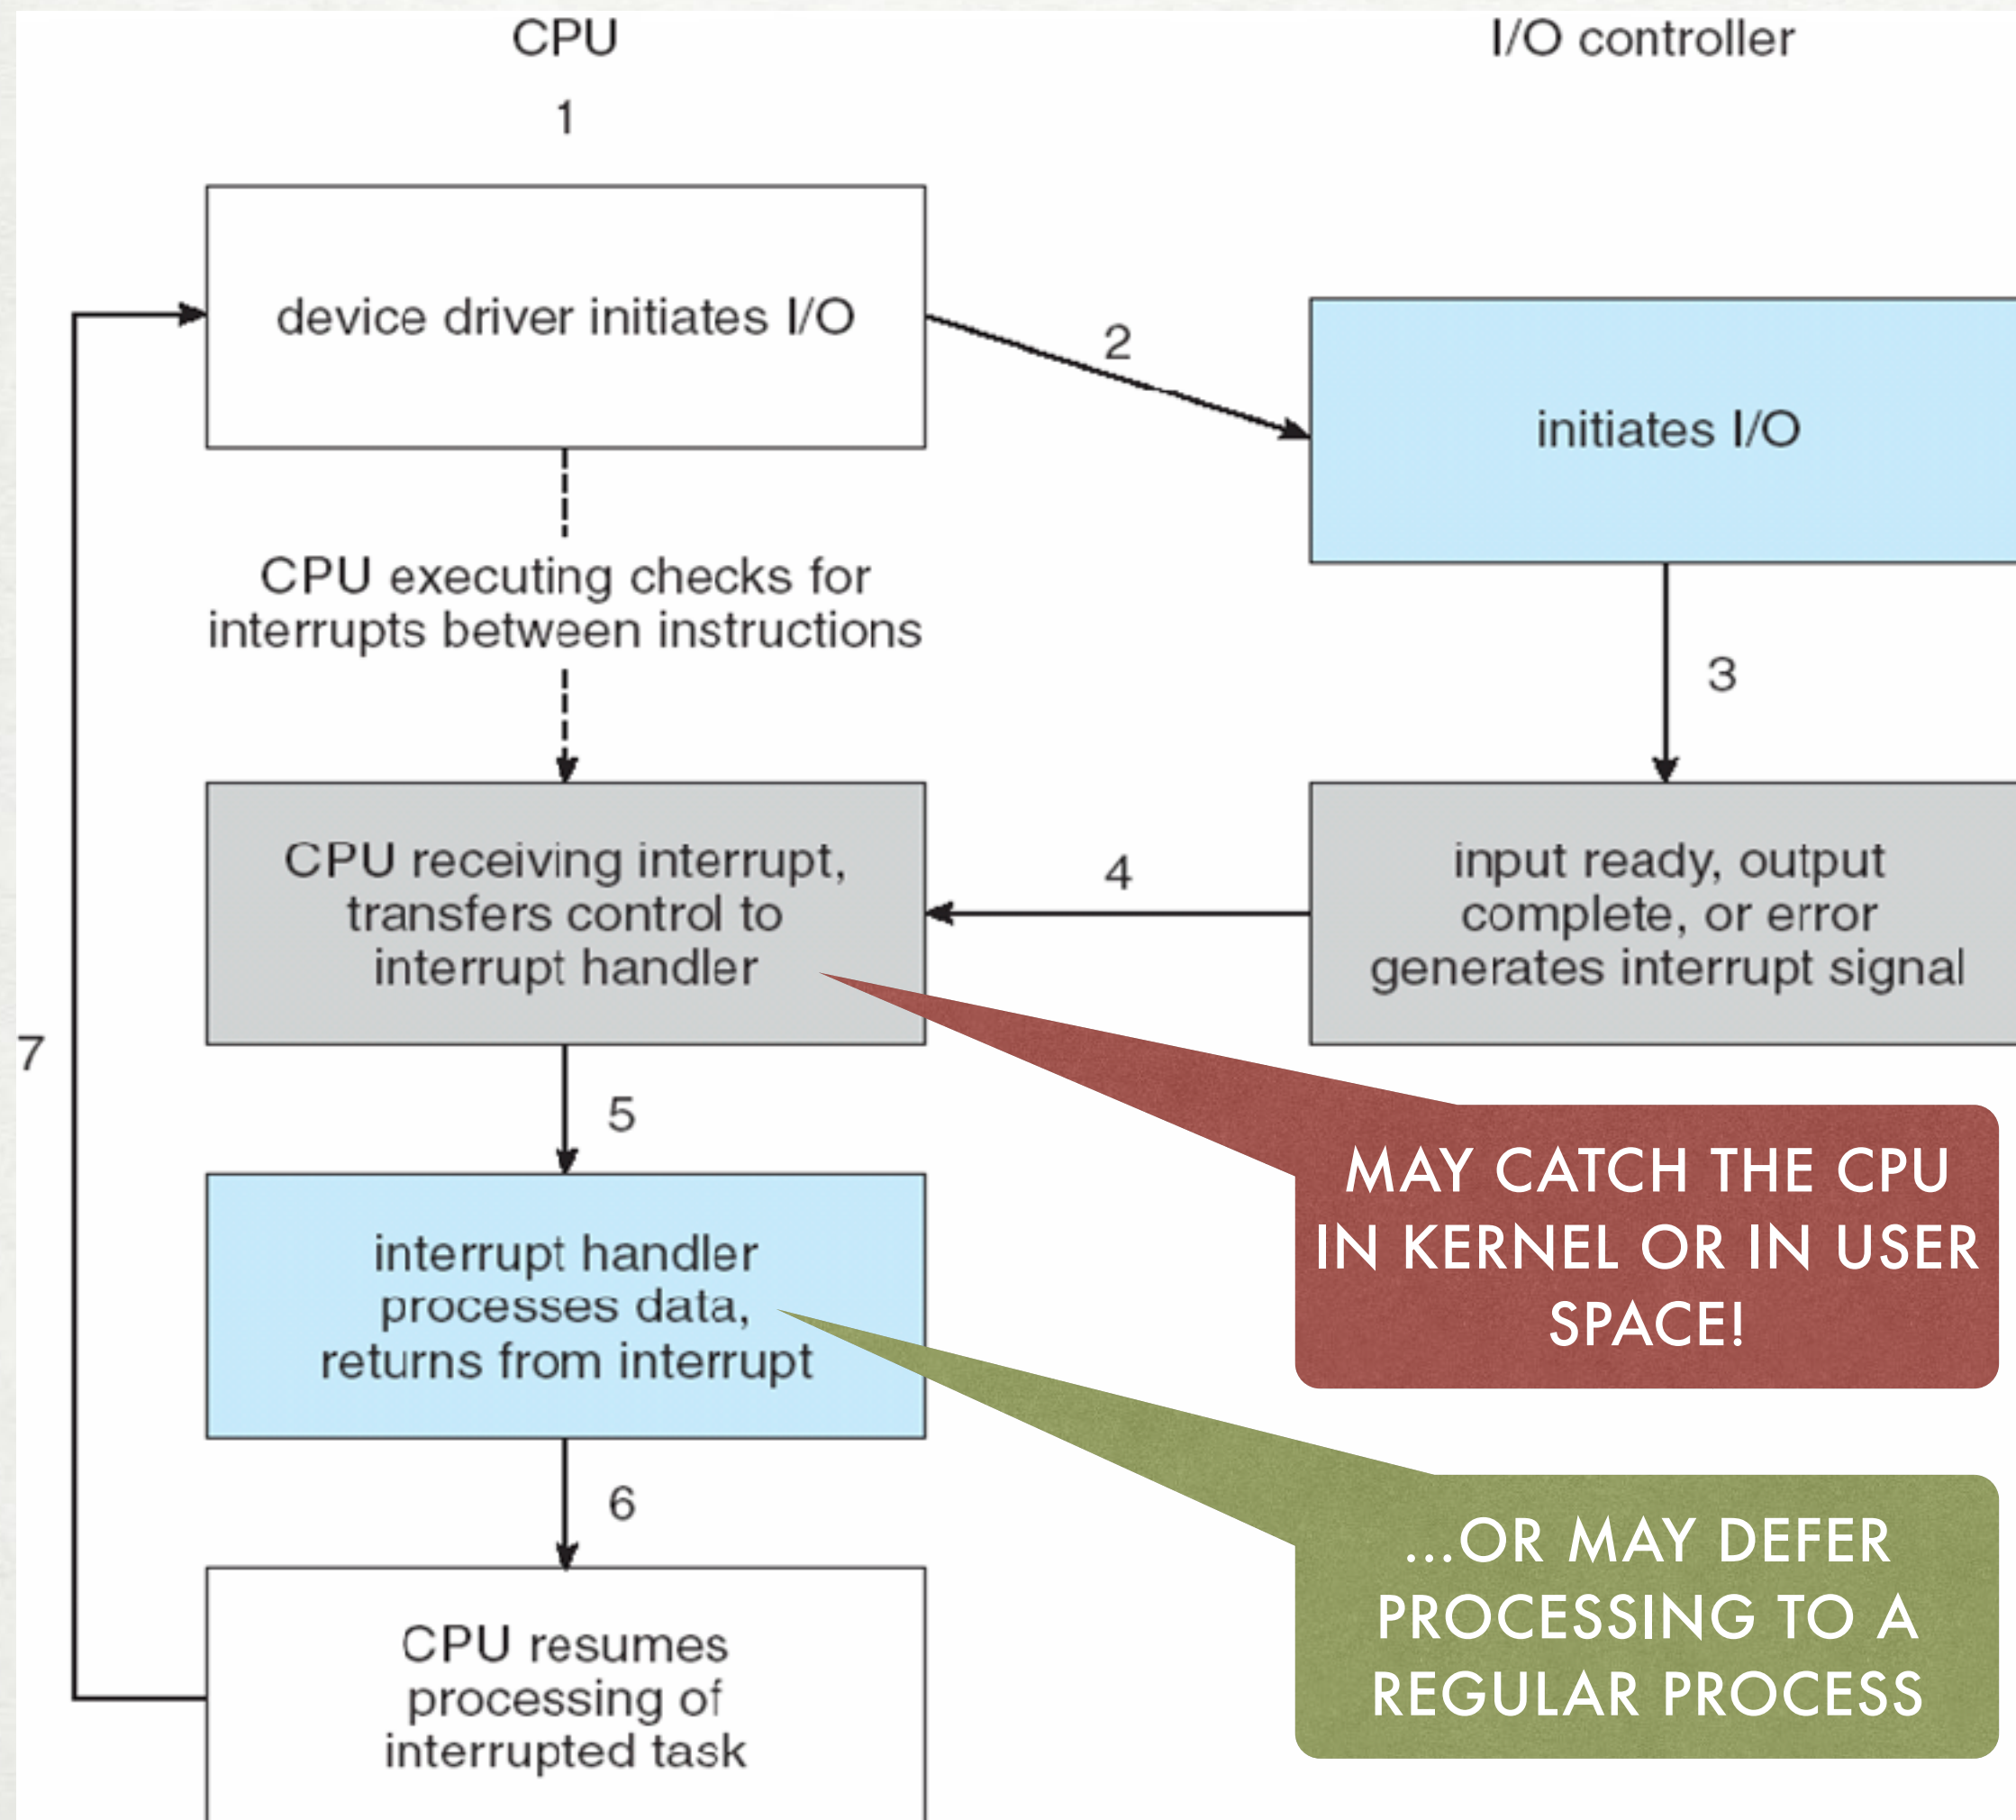 CPU
I/O controller
1
device driver initiates I/O
2
initiates I/O
CPU executing checks for
interrupts between instructions
3
CPU receiving interrupt,
transfers control to
interrupt handler
4
input ready, output
complete, or error
generates interrupt signal
7
5
MAY CATCH THE CPU
IN KERNEL OR IN USER
SPACE!
interrupt handler
processes data,
returns from interrupt
6
...OR MAY DEFER
PROCESSING TO A
REGULAR PROCESS
CPU resumes
processing of
interrupted task